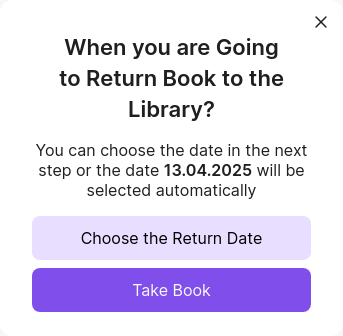 When you are Going
to Return Book to the
Library?
You can choose the date in the next
step or the date 13.04.2025 will be
selected automatically
Choose the Return Date
Take Book